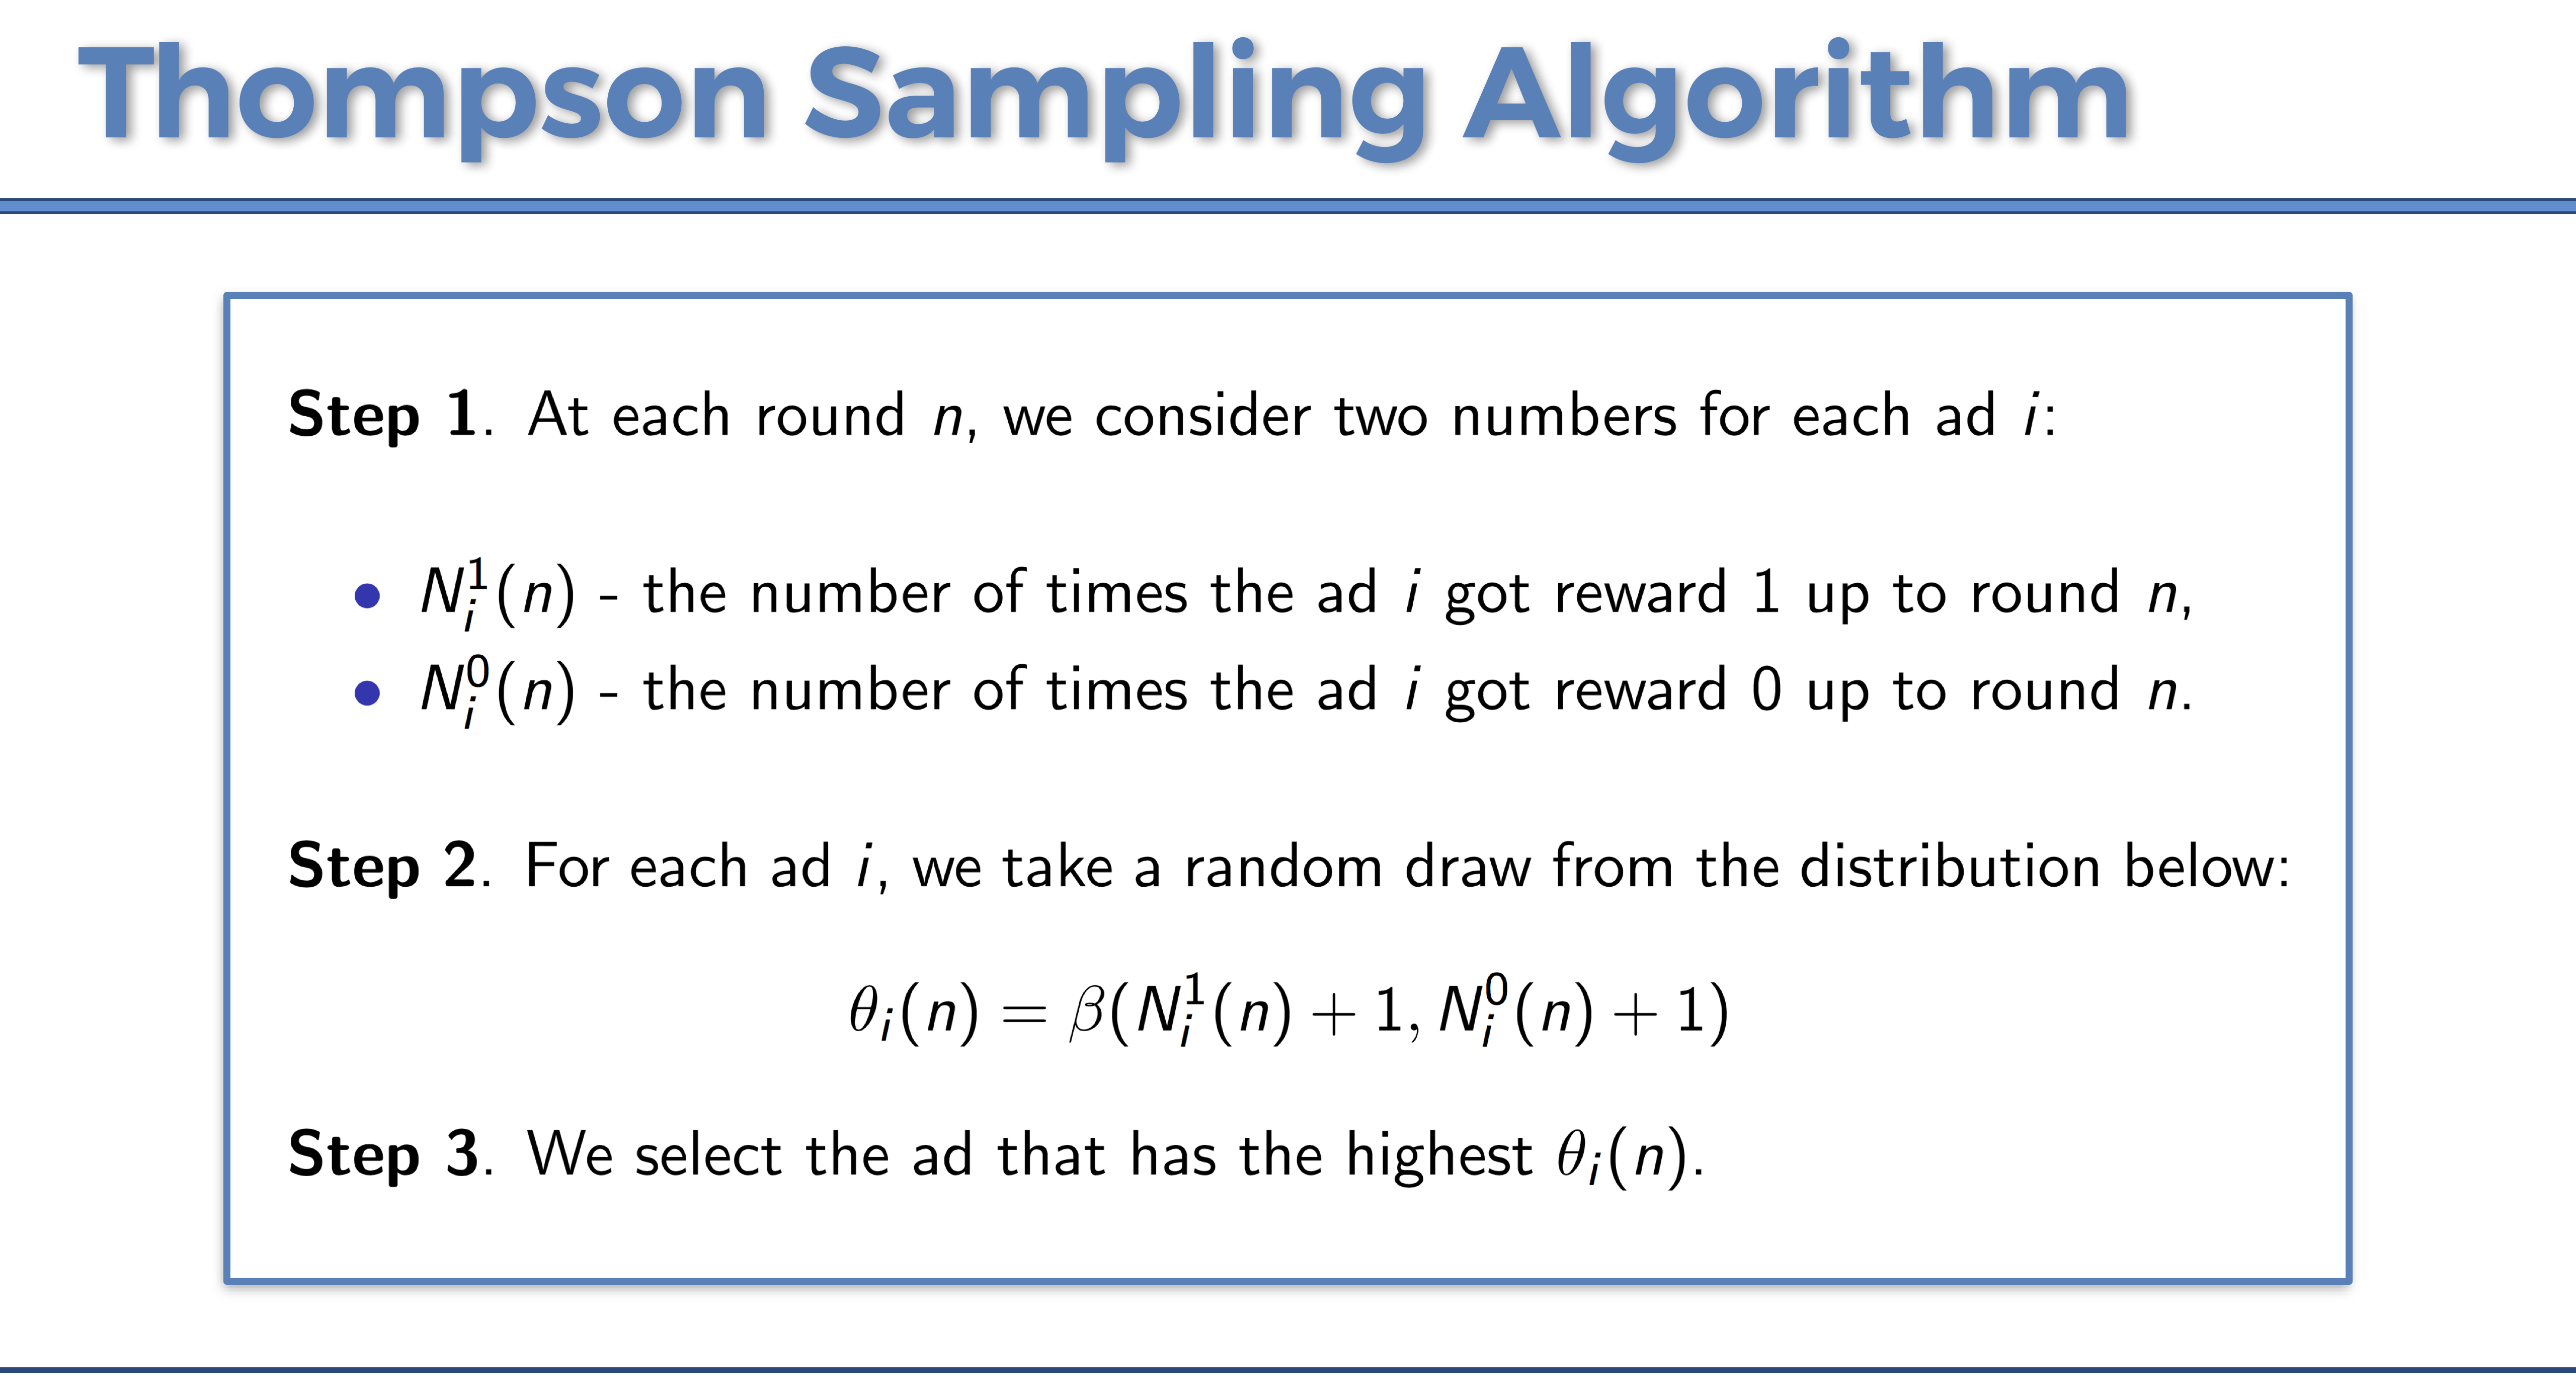 Thompson Sampling Algorithm
Step 1. At each round n, we consider two numbers for each ad i:
• N_i^1(n) - the number of times the ad i got reward 1 up to round n,
• N_i^0(n) - the number of times the ad i got reward 0 up to round n.
Step 2. For each ad i, we take a random draw from the distribution below:
θ_i(n) = β(N_i^1(n) + 1, N_i^0(n) + 1)
Step 3. We select the ad that has the highest θ_i(n).